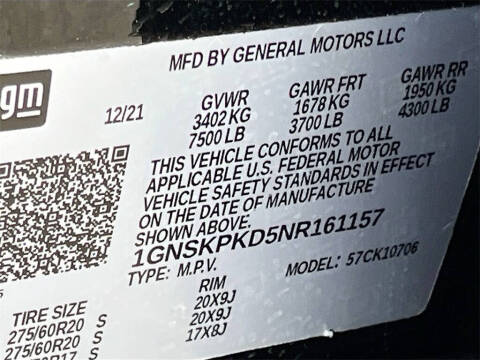 MFD BY GENERAL MOTORS LLC
gm
12/21
GVWR GAWR FRT GAWR RR
3402 KG 1678 KG 1950 KG
7500 LB 3700 LB 4300 LB
THIS VEHICLE CONFORMS TO ALL
APPLICABLE U.S. FEDERAL MOTOR
VEHICLE SAFETY STANDARDS IN EFFECT
ON THE DATE OF MANUFACTURE
SHOWN ABOVE.
1GNSKPKD5NR161157
TYPE: M.P.V. MODEL: 57CK10706
TIRE SIZE RIM
275/60R20 S 20X9J
275/60R20 S 20X9J
S 17X8J